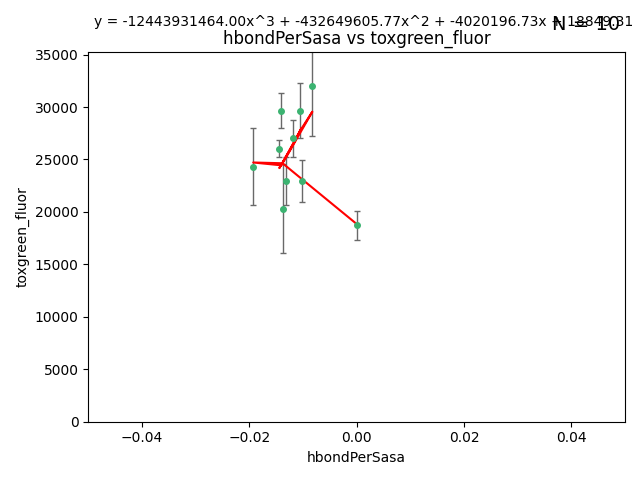 y = -12443931464.00x^3 + -432649605.77x^2 + -4020196.73x + 18849.31
N = 10
hbondPerSasa vs toxgreen_fluor
35000
30000
25000
20000
15000
10000
5000
0
toxgreen_fluor
−0.04
−0.02
0.00
0.02
0.04
hbondPerSasa